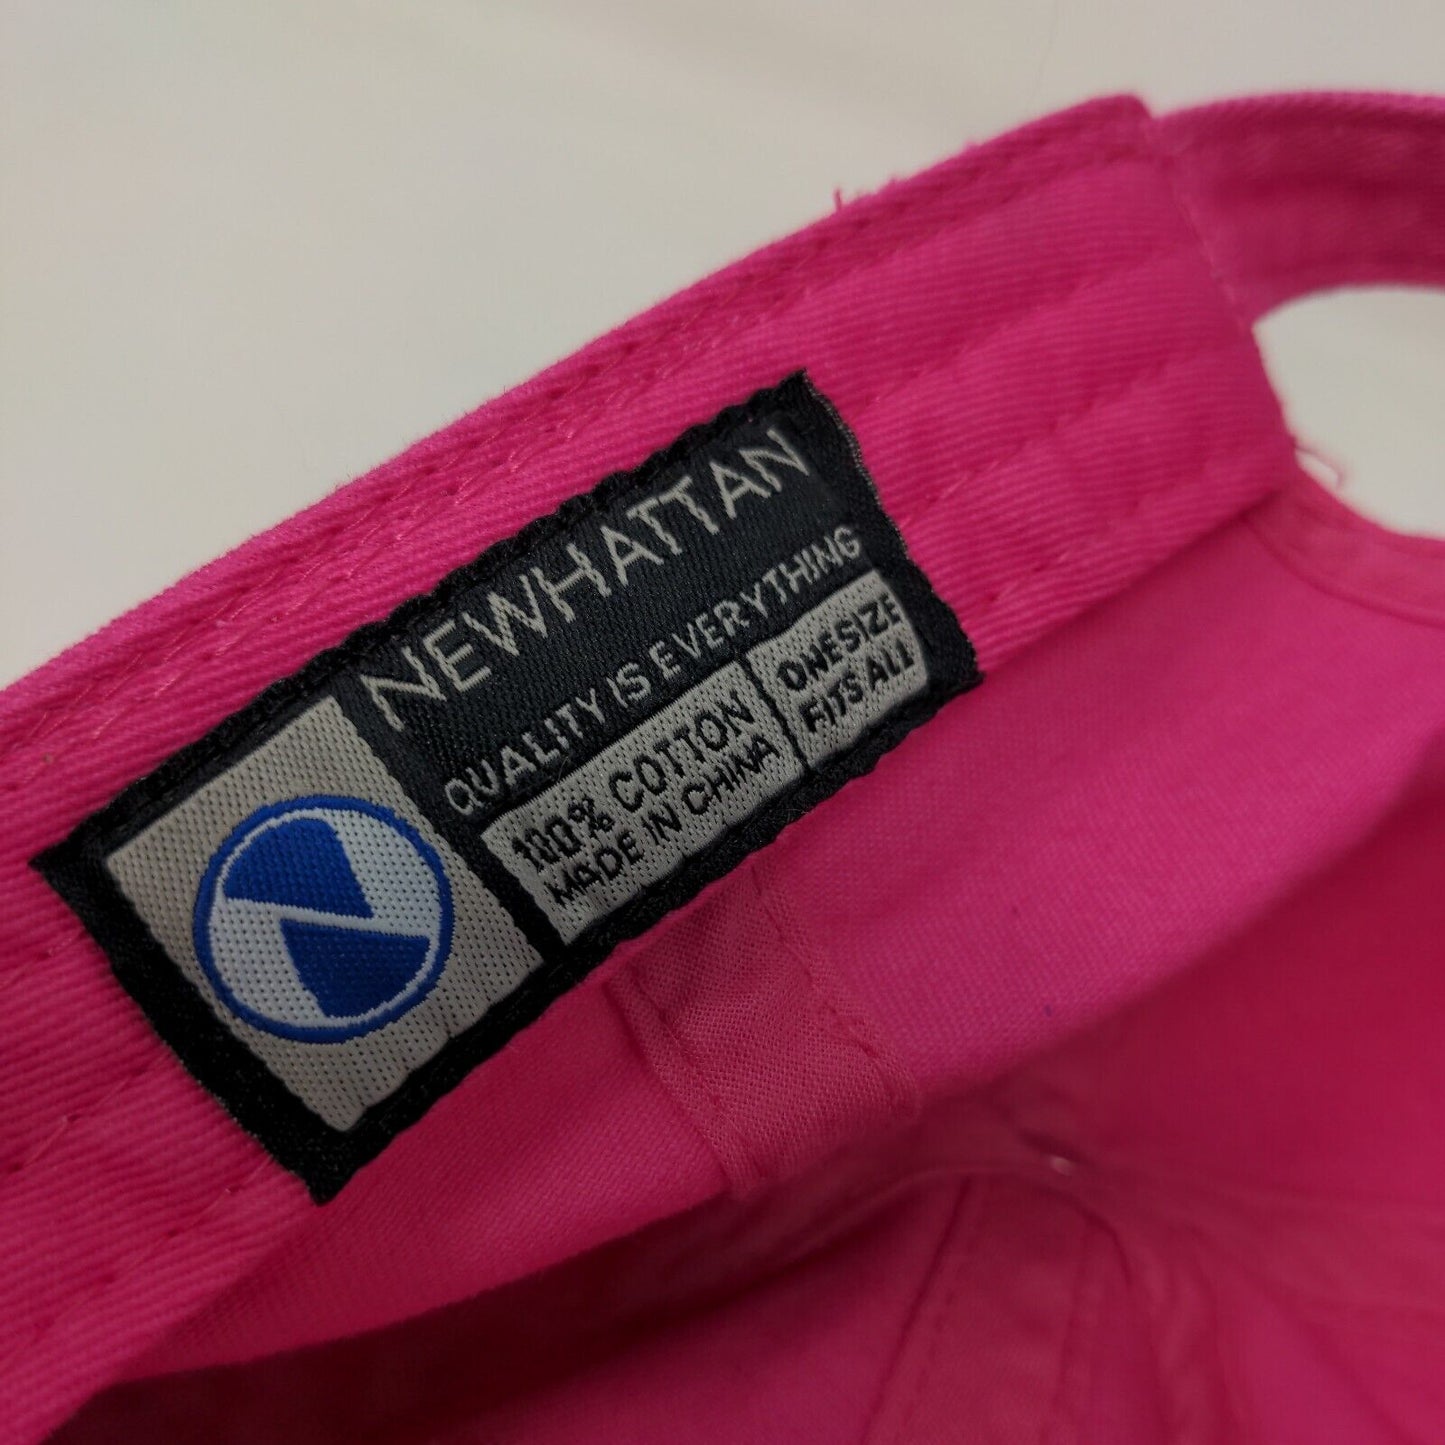 NEWHATTAN
QUALITY IS EVERYTHING
100% COTTON
MADE IN CHINA
ONE SIZE
FITS ALL